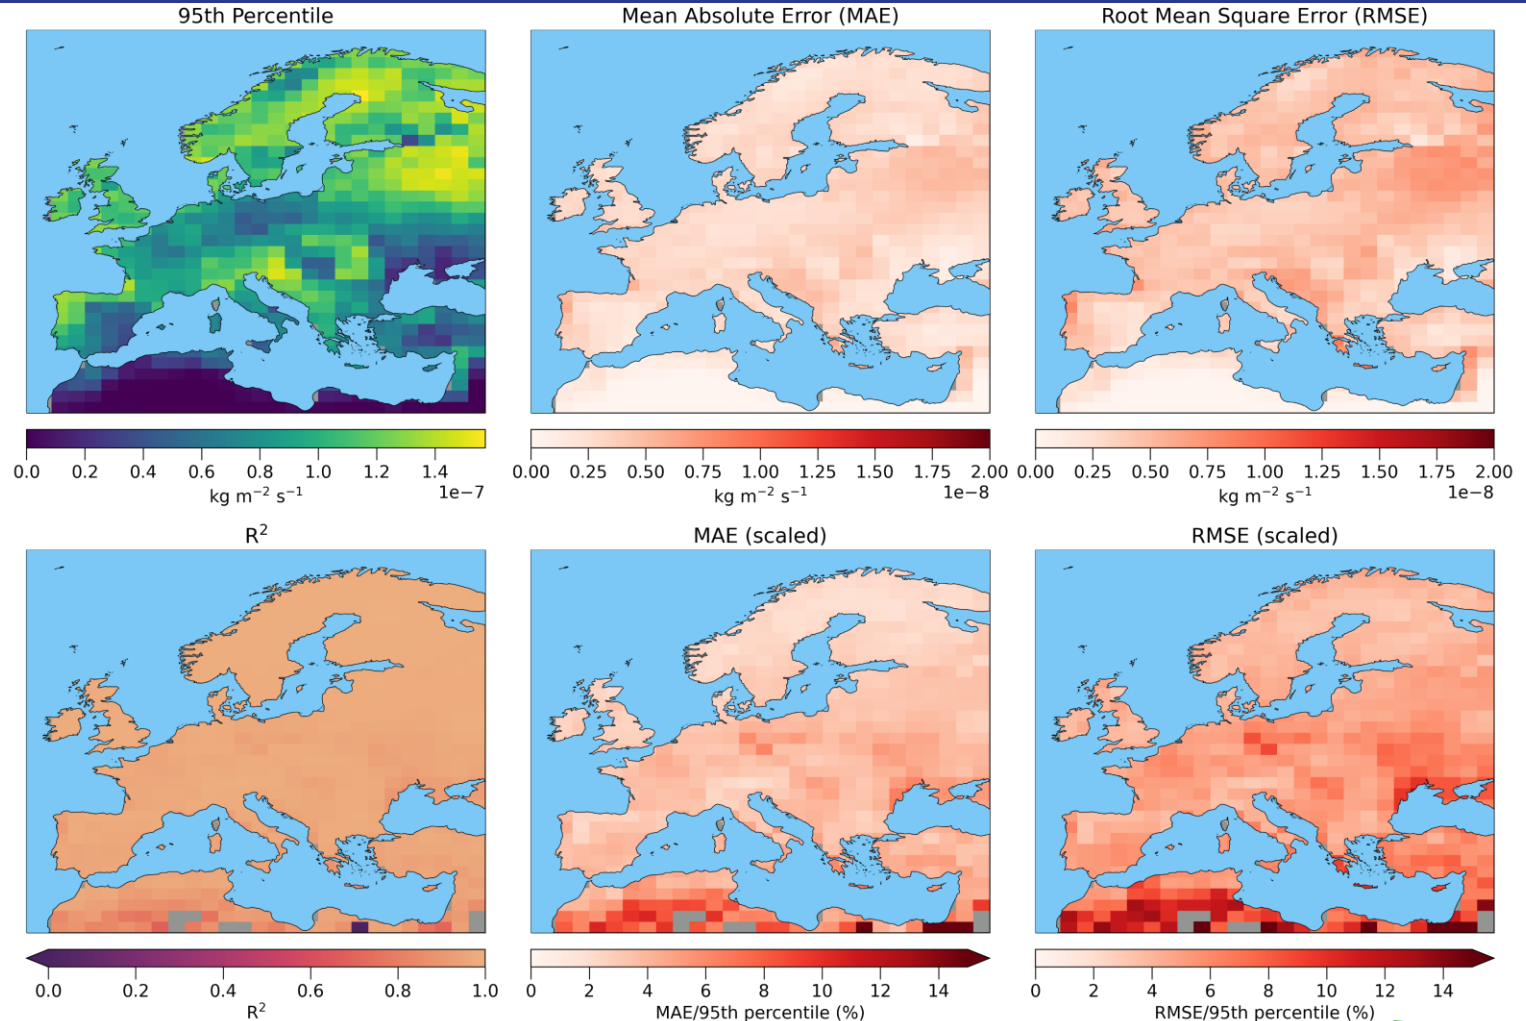 95th Percentile
Mean Absolute Error (MAE)
Root Mean Square Error (RMSE)
0.0 0.2 0.4 0.6 0.8 1.0 1.2 1.4
kg m⁻² s⁻¹
1e−7
0.00 0.25 0.50 0.75 1.00 1.25 1.50 1.75 2.00
kg m⁻² s⁻¹
1e−8
0.00 0.25 0.50 0.75 1.00 1.25 1.50 1.75 2.00
kg m⁻² s⁻¹
1e−8
R²
MAE (scaled)
RMSE (scaled)
0.0 0.2 0.4 0.6 0.8 1.0
R²
0 2 4 6 8 10 12 14
MAE/95th percentile (%)
0 2 4 6 8 10 12 14
RMSE/95th percentile (%)